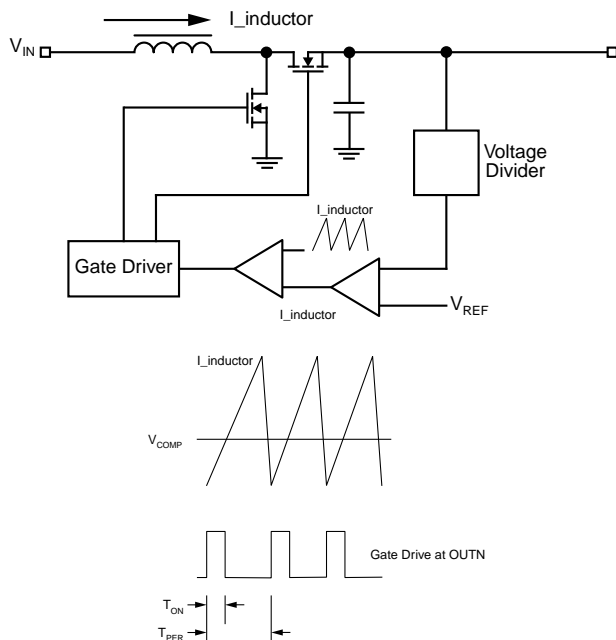 I_inductor
V_IN
Voltage
Divider
I_inductor
Gate Driver
I_inductor
V_REF
I_inductor
V_COMP
Gate Drive at OUTN
T_ON
T_PER